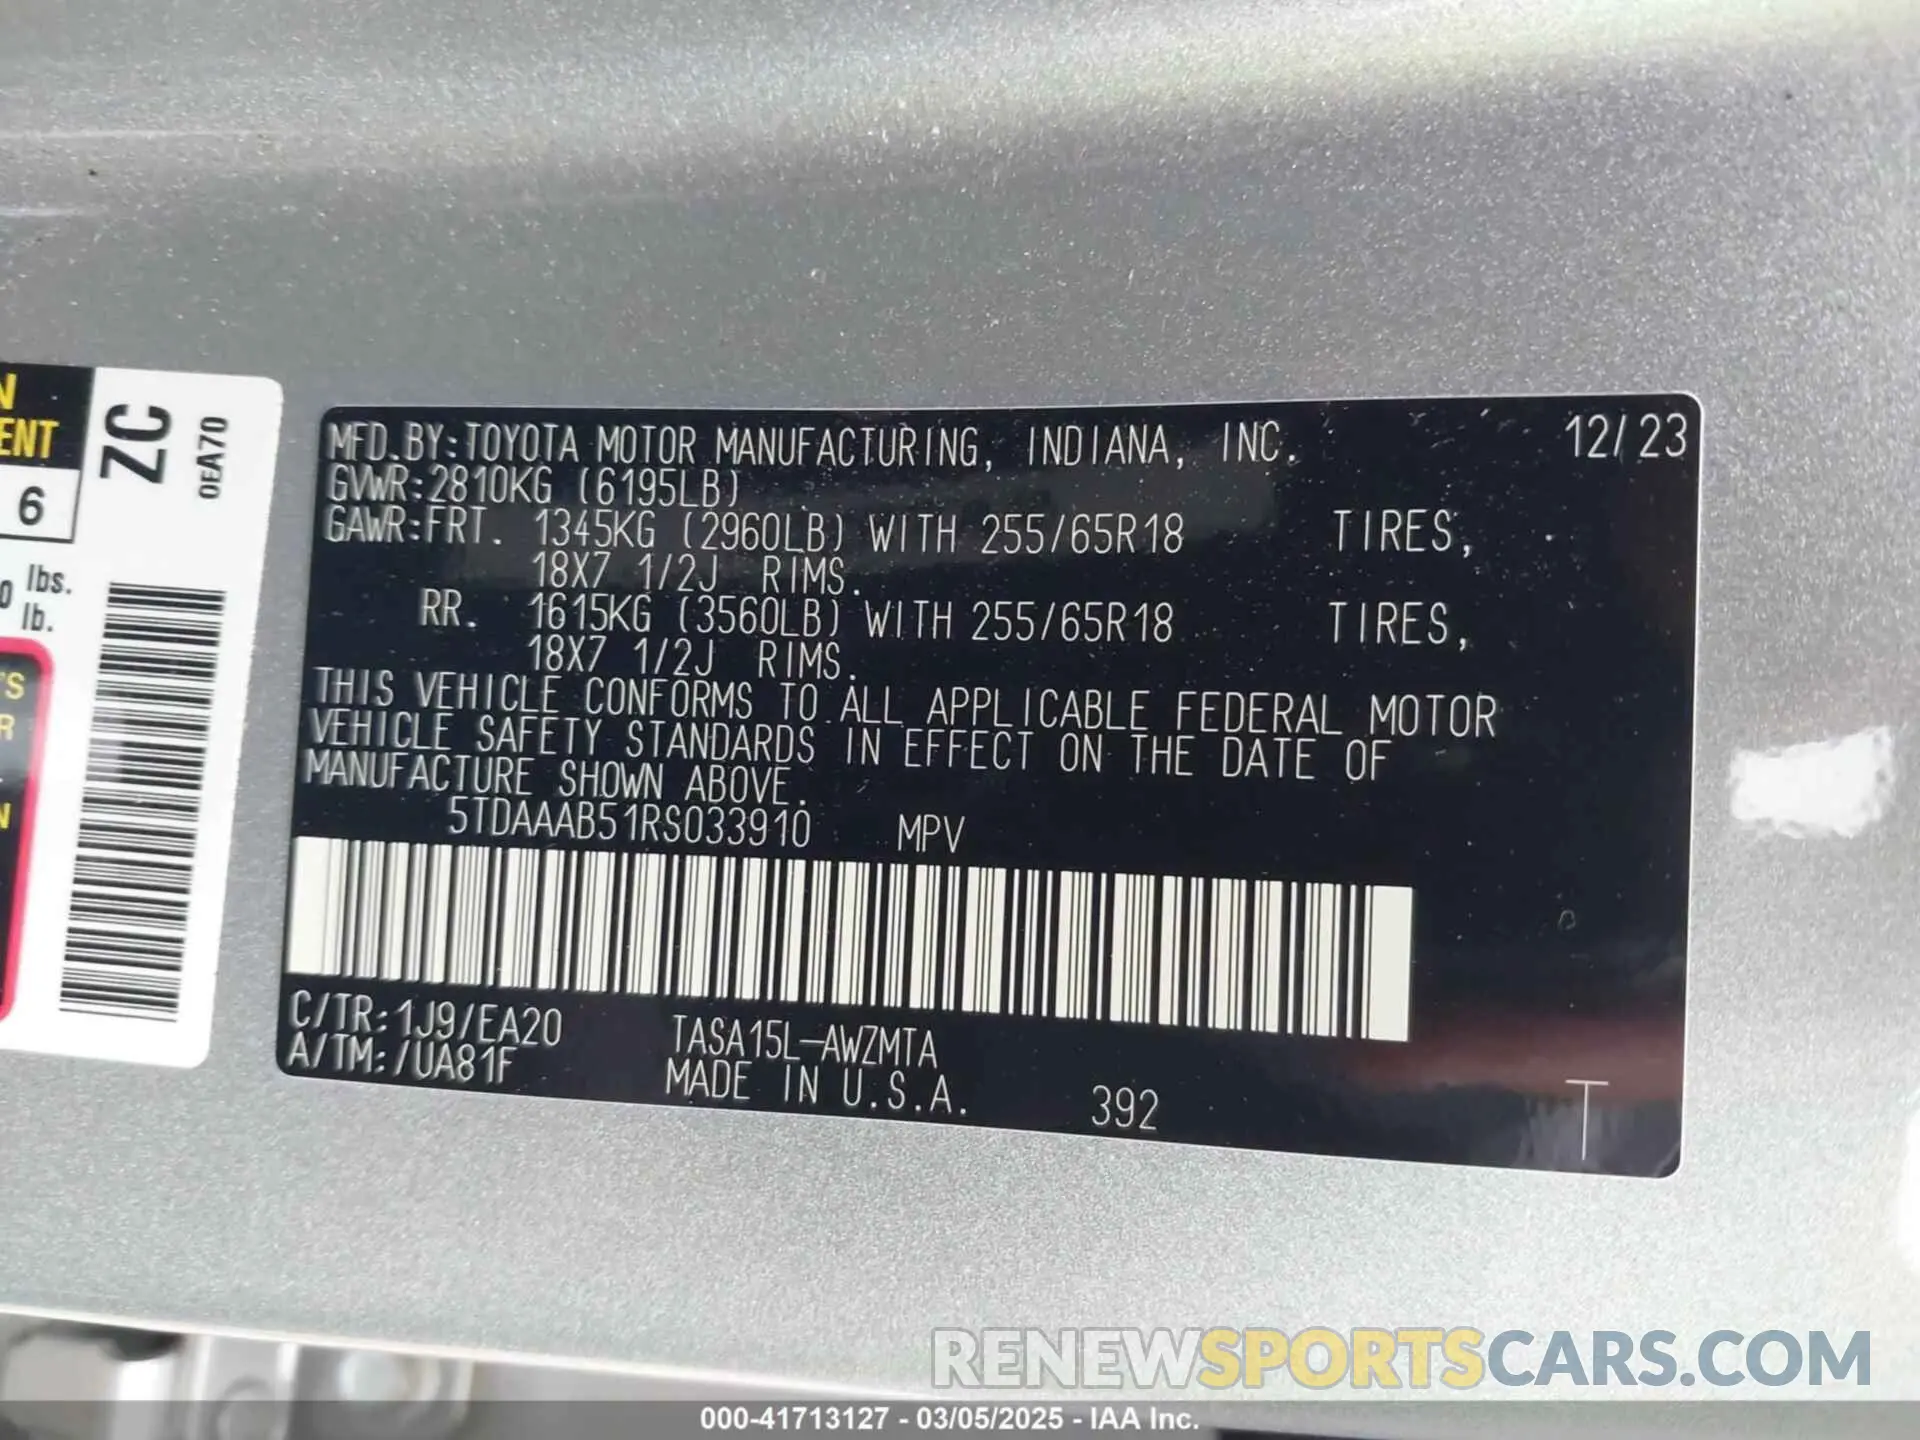 N
ENT
6
0 lbs.
lb.
'S
R
N
ZC
0EA70
MFD.BY:TOYOTA MOTOR MANUFACTURING, INDIANA, INC. 12/23
GVWR:2810KG (6195LB)
GAWR:FRT. 1345KG (2960LB) WITH 255/65R18 TIRES,
18X7 1/2J RIMS.
RR. 1615KG (3560LB) WITH 255/65R18 TIRES,
18X7 1/2J RIMS.
THIS VEHICLE CONFORMS TO ALL APPLICABLE FEDERAL MOTOR
VEHICLE SAFETY STANDARDS IN EFFECT ON THE DATE OF
MANUFACTURE SHOWN ABOVE.
5TDAAAB51RS033910 MPV
C/TR:1J9/EA20 TASA15L-AWZMTA
A/TM:/UA81F MADE IN U.S.A. 392 T
RENEWSPORTSCARS.COM
000-41713127 - 03/05/2025 - IAA Inc.